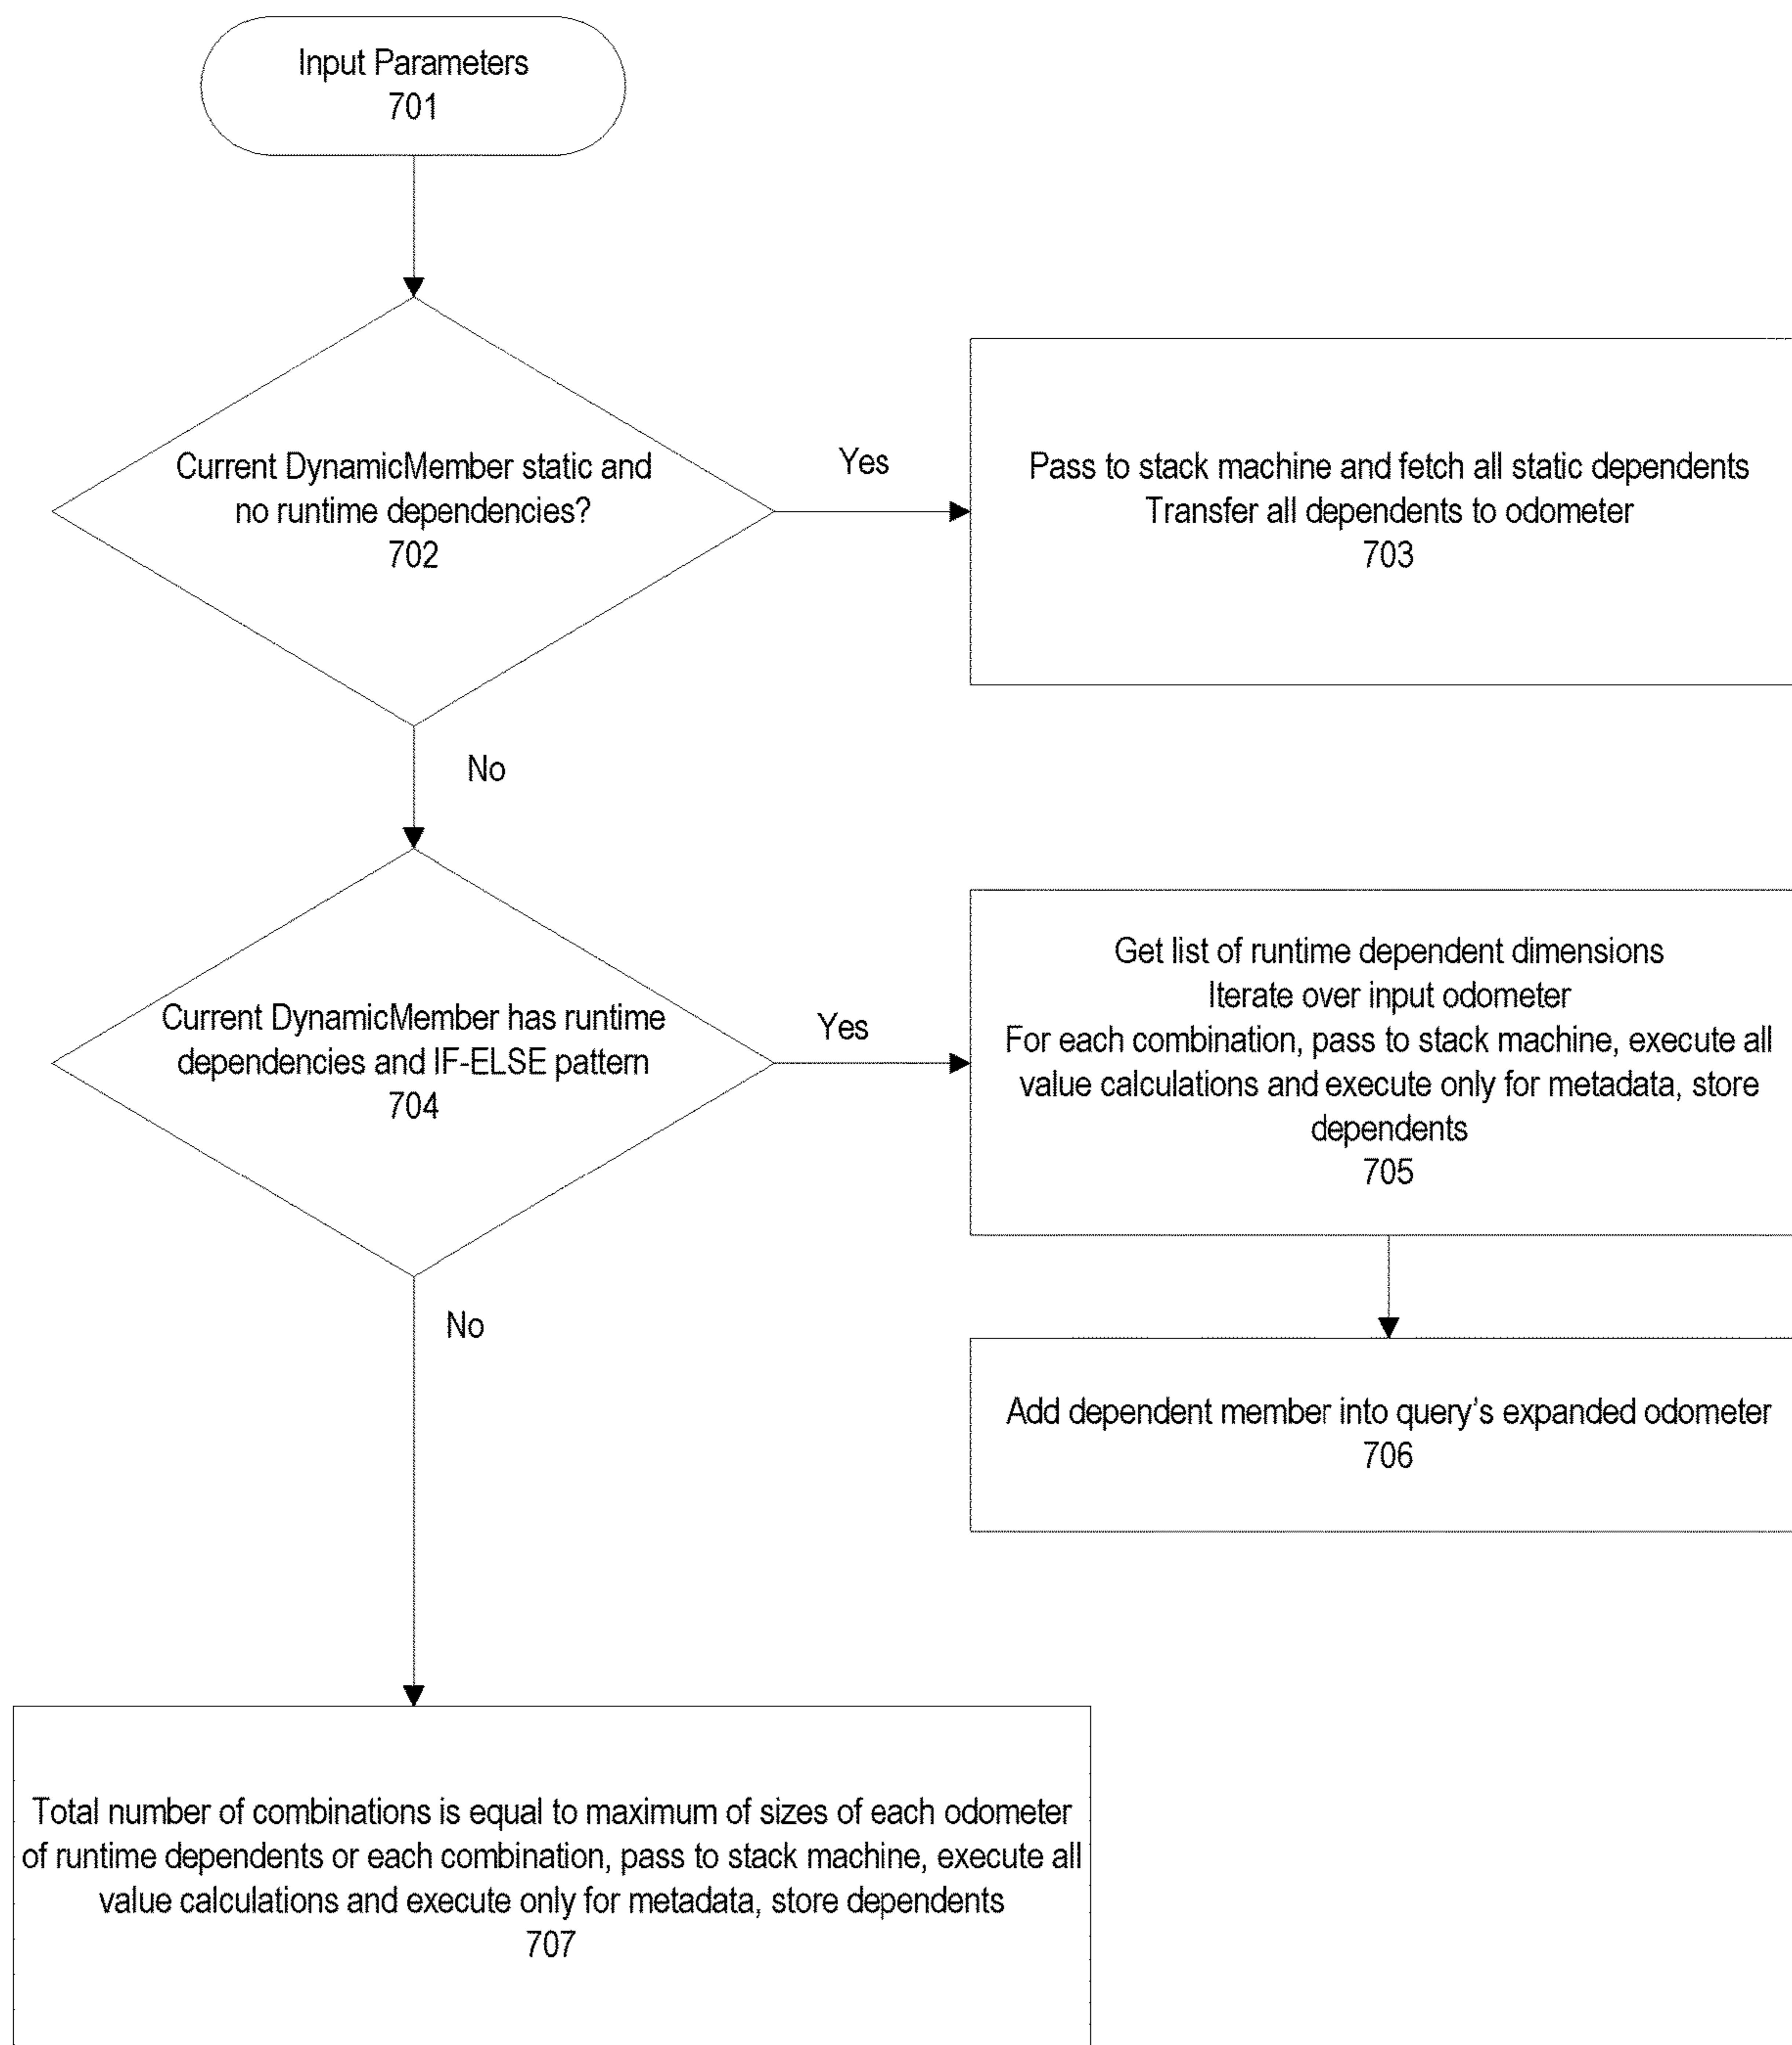 Input Parameters
701
Current DynamicMember static and
no runtime dependencies?
702
Yes
Pass to stack machine and fetch all static dependents
Transfer all dependents to odometer
703
No
Current DynamicMember has runtime
dependencies and IF-ELSE pattern
704
Yes
Get list of runtime dependent dimensions
Iterate over input odometer
For each combination, pass to stack machine, execute all
value calculations and execute only for metadata, store
dependents
705
No
Add dependent member into query's expanded odometer
706
Total number of combinations is equal to maximum of sizes of each odometer
of runtime dependents or each combination, pass to stack machine, execute all
value calculations and execute only for metadata, store dependents
707